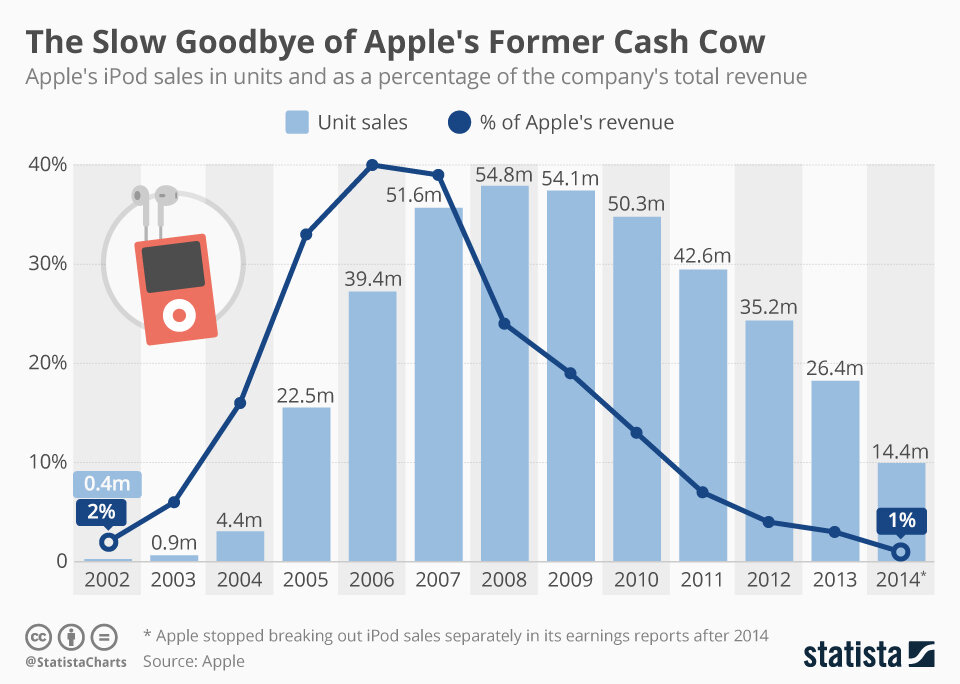 The Slow Goodbye of Apple's Former Cash Cow
Apple's iPod sales in units and as a percentage of the company's total revenue
Unit sales
% of Apple's revenue
40%
30%
20%
10%
0
0.4m
2%
0.9m
4.4m
22.5m
39.4m
51.6m
54.8m
54.1m
50.3m
42.6m
35.2m
26.4m
14.4m
1%
2002 2003 2004 2005 2006 2007 2008 2009 2010 2011 2012 2013 2014*
cc
@StatistaCharts
* Apple stopped breaking out iPod sales separately in its earnings reports after 2014
Source: Apple
statista